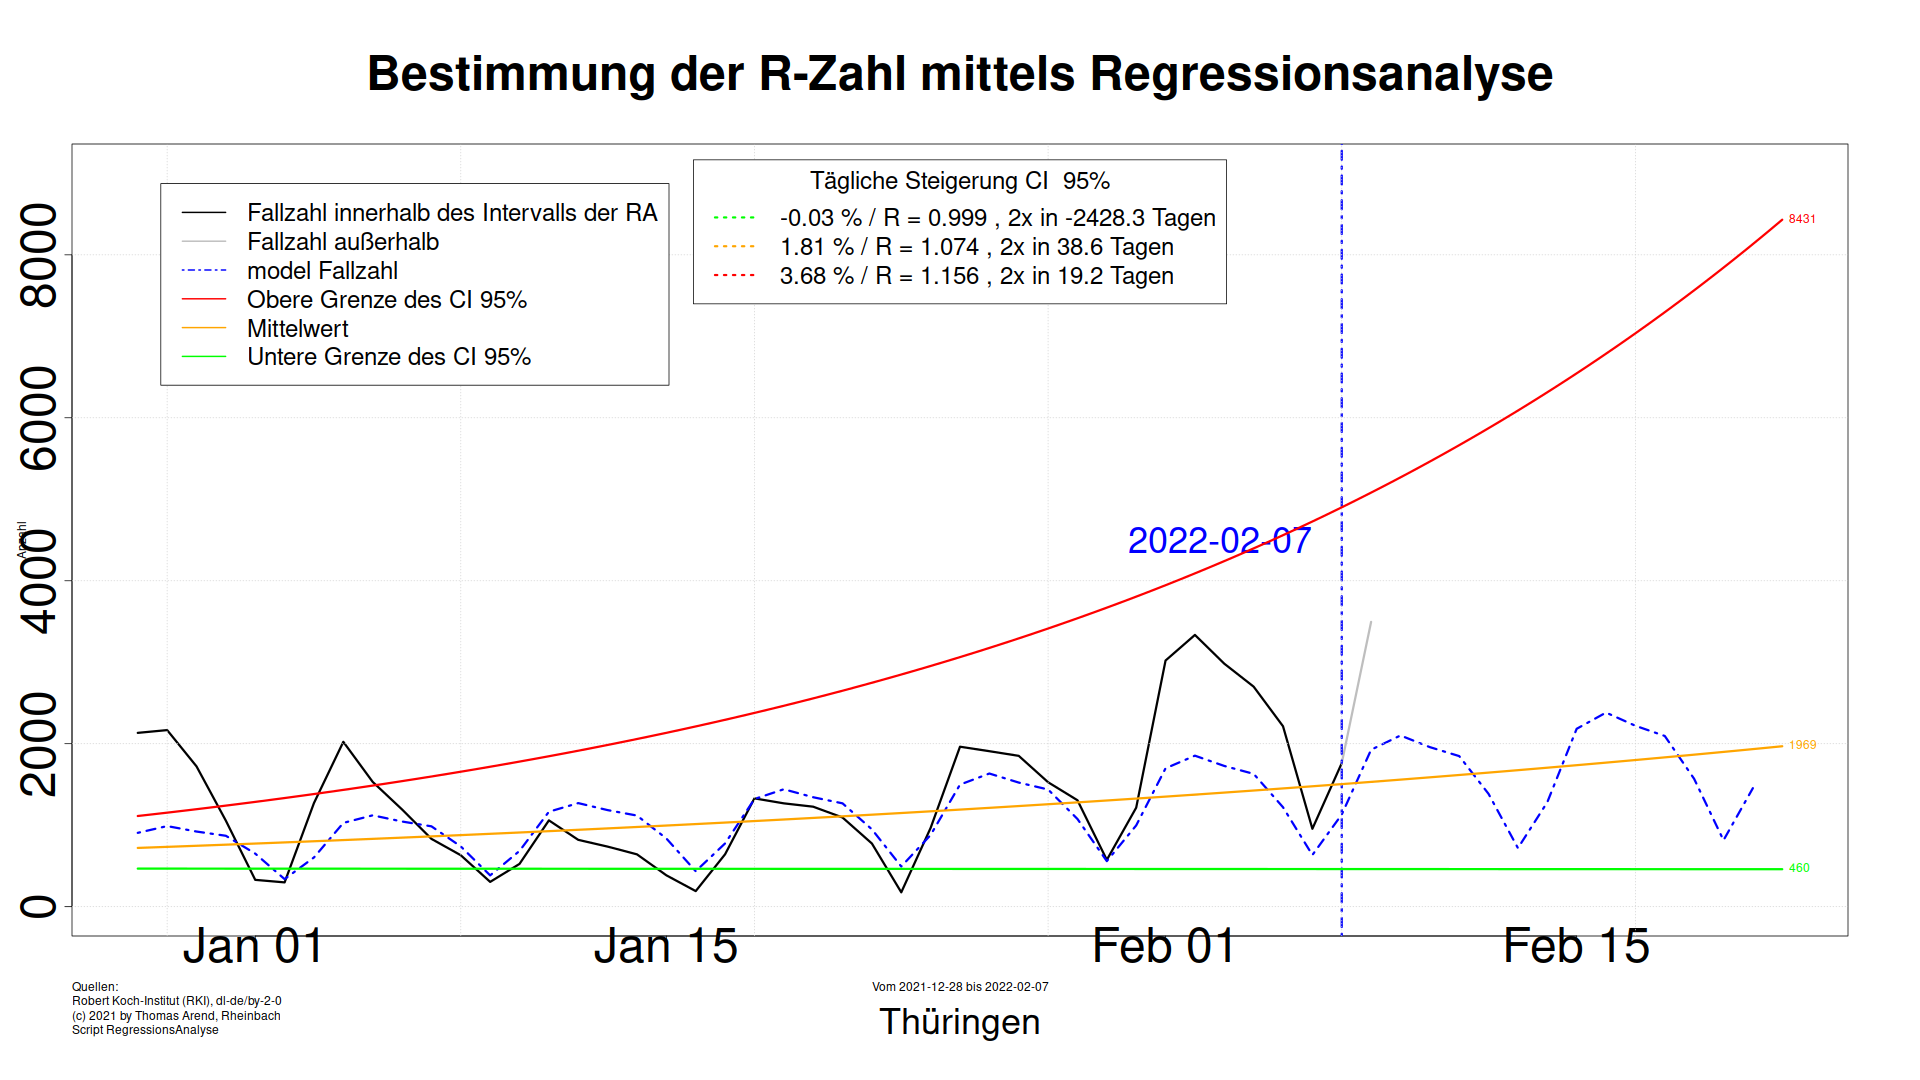 Bestimmung der R-Zahl mittels Regressionsanalyse
Fallzahl innerhalb des Intervalls der RA
Fallzahl außerhalb
model Fallzahl
Obere Grenze des CI 95%
Mittelwert
Untere Grenze des CI 95%
Tägliche Steigerung CI  95%
-0.03 % / R = 0.999 , 2x in -2428.3 Tagen
1.81 % / R = 1.074 , 2x in 38.6 Tagen
3.68 % / R = 1.156 , 2x in 19.2 Tagen
8431
8000
6000
Anzahl
4000
2022-02-07
2000
1969
460
0
Jan 01
Jan 15
Feb 01
Feb 15
Quellen:
Robert Koch-Institut (RKI), dl-de/by-2-0
(c) 2021 by Thomas Arend, Rheinbach
Script RegressionsAnalyse
Vom 2021-12-28 bis 2022-02-07
Thüringen